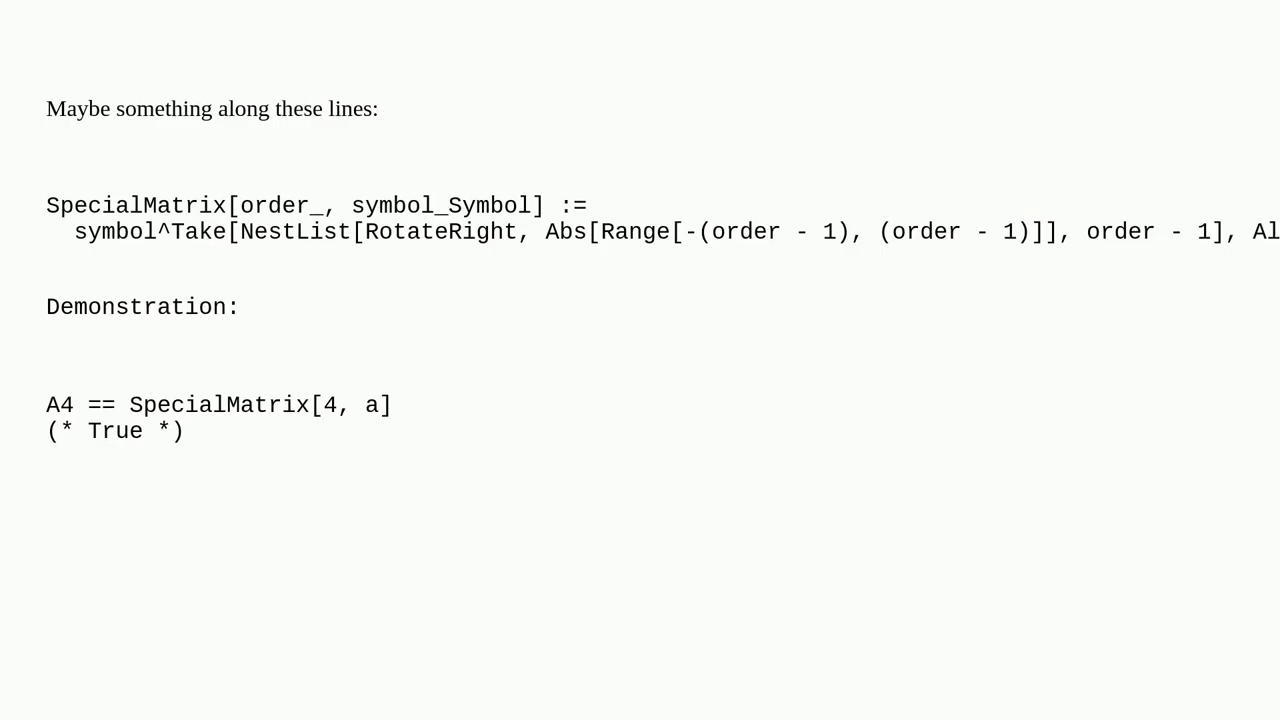 Maybe something along these lines:
SpecialMatrix[order_, symbol_Symbol] :=
symbol^Take[NestList[RotateRight, Abs[Range[-(order - 1), (order - 1)]], order - 1], Al
Demonstration:
A4 == SpecialMatrix[4, a]
(* True *)